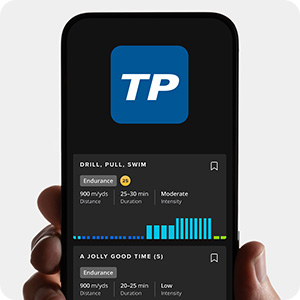 TP
DRILL, PULL, SWIM
Endurance 25
900 m/yds 25–30 min Moderate
Distance Duration Intensity
A JOLLY GOOD TIME (S)
Endurance
900 m/yds 20–25 min Low
Distance Duration Intensity